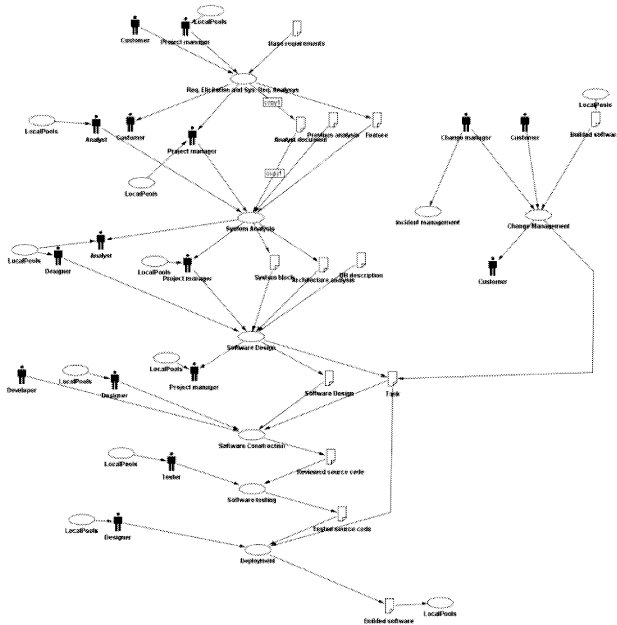 LocalPools
Customer
Project manager
Base requirements
Req. Elicitation and Sys. Req. Analysys
copy1
LocalPools
Analyst
Customer
Project manager
Analyst document
Previous analysis
Feature
LocalPools
copy1
LocalPools
Change manager
Customer
Builded software
Incident management
Change Management
Customer
System Analysis
LocalPools
Designer
Analyst
LocalPools
Project manager
System block
Architecture analysis
DB description
Software Design
LocalPools
Project manager
Developer
LocalPools
Designer
Software Design
Task
Software Construction
LocalPools
Tester
Reviewed source code
Software testing
LocalPools
Designer
Tested source code
Deployment
Builded software
LocalPools